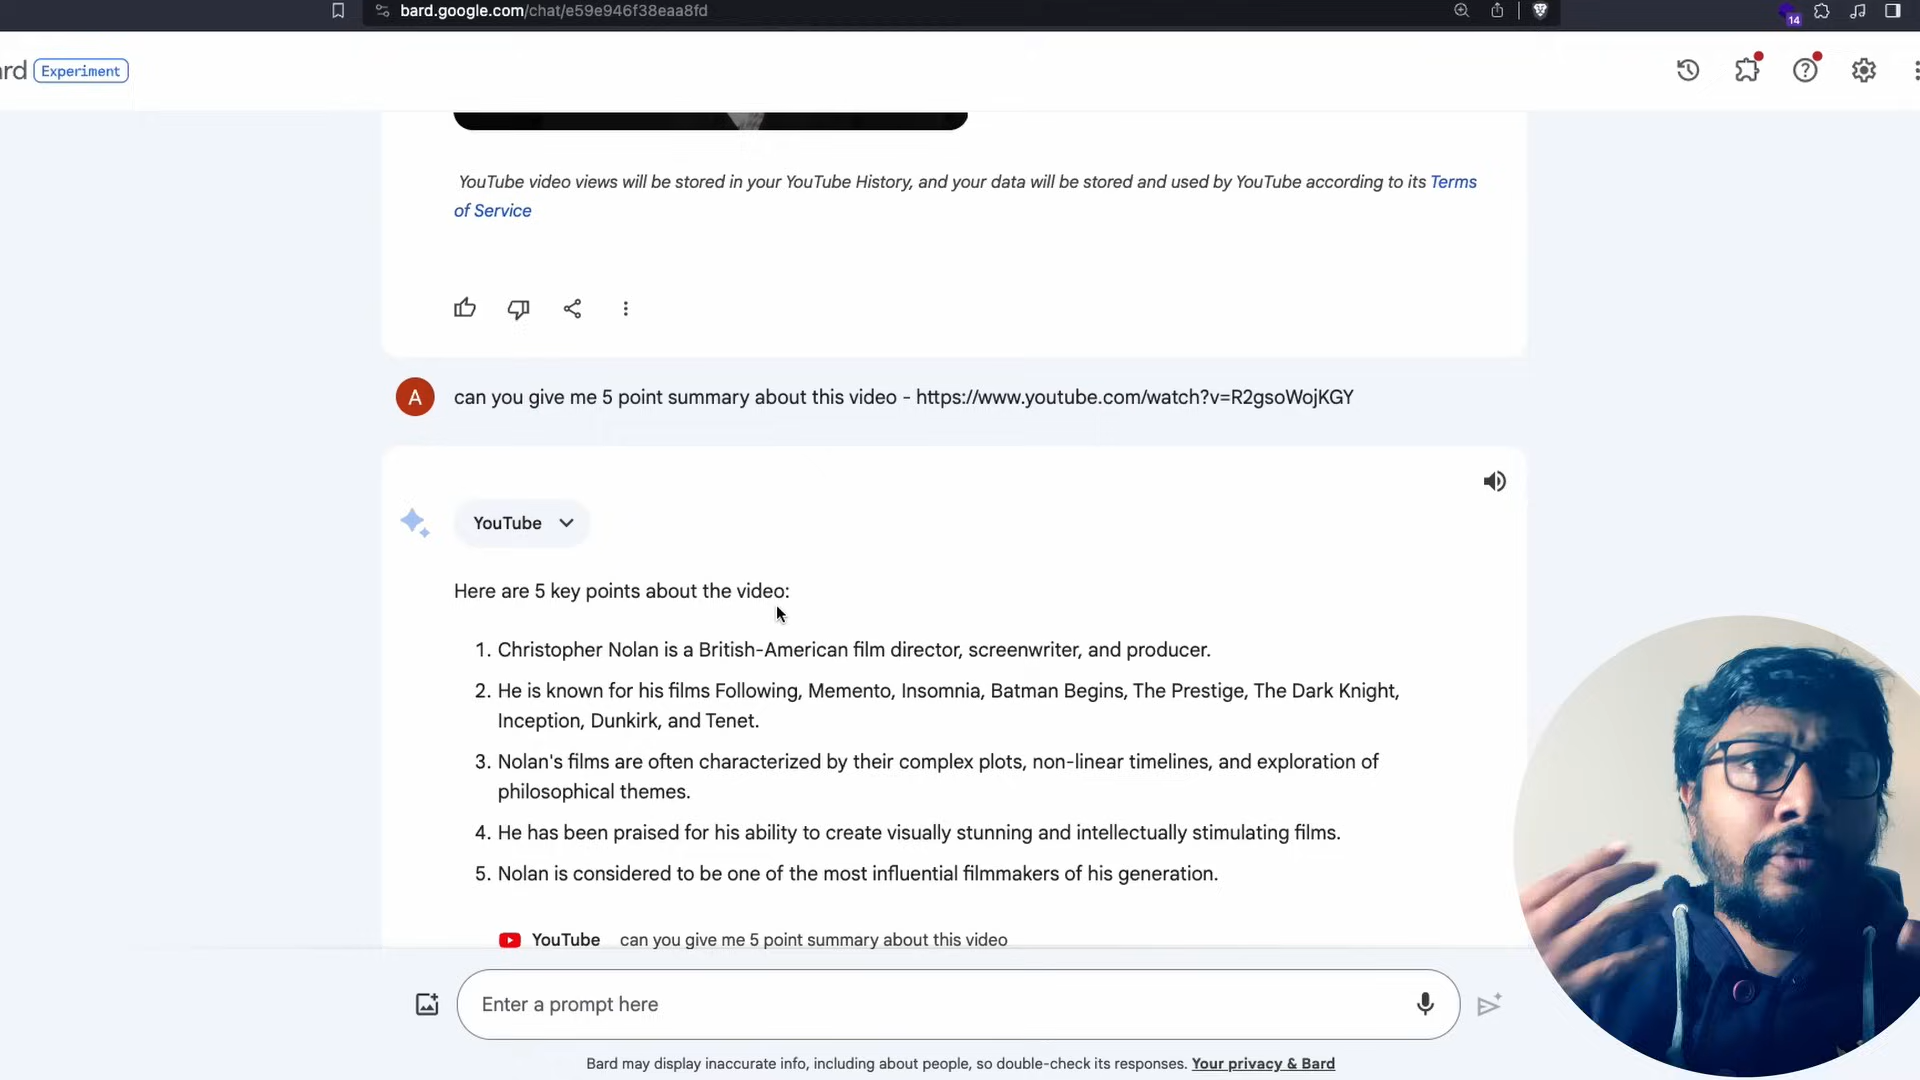 bard.google.com/chat/e59e946f38eaa8fd
14
ard Experiment
YouTube video views will be stored in your YouTube History, and your data will be stored and used by YouTube according to its Terms
of Service
A can you give me 5 point summary about this video - https://www.youtube.com/watch?v=R2gsoWojKGY
YouTube
Here are 5 key points about the video:
1. Christopher Nolan is a British-American film director, screenwriter, and producer.
2. He is known for his films Following, Memento, Insomnia, Batman Begins, The Prestige, The Dark Knight,
Inception, Dunkirk, and Tenet.
3. Nolan's films are often characterized by their complex plots, non-linear timelines, and exploration of
philosophical themes.
4. He has been praised for his ability to create visually stunning and intellectually stimulating films.
5. Nolan is considered to be one of the most influential filmmakers of his generation.
YouTube can you give me 5 point summary about this video
Enter a prompt here
Bard may display inaccurate info, including about people, so double-check its responses. Your privacy & Bard